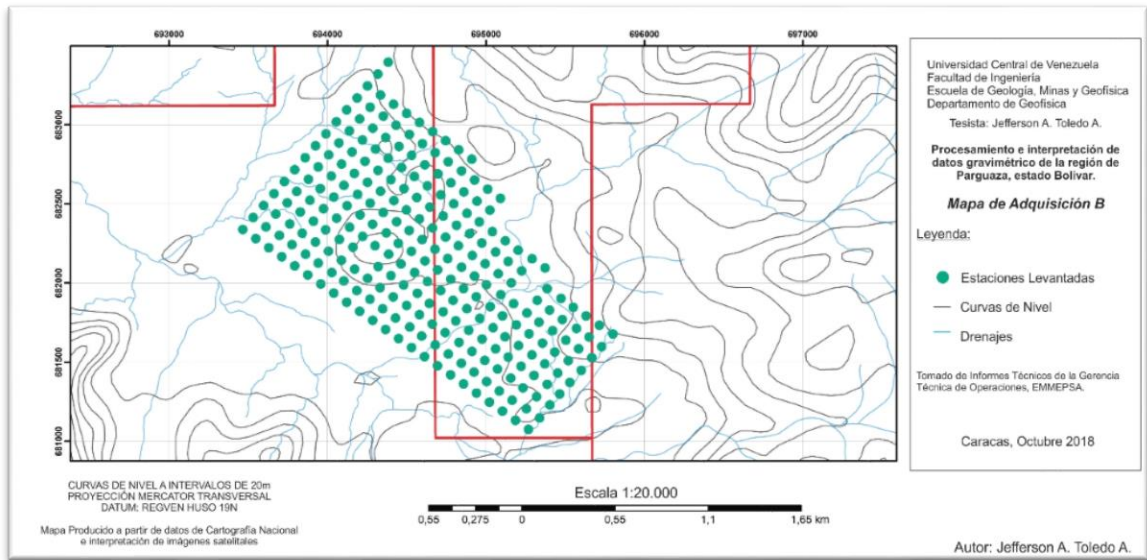 693000 694000 695000 696000 697000
683000
682500
682000
681500
681000
Universidad Central de Venezuela
Facultad de Ingeniería
Escuela de Geología, Minas y Geofísica
Departamento de Geofísica
Tesista: Jefferson A. Toledo A.
Procesamiento e interpretación de
datos gravimétrico de la región de
Parguaza, estado Bolívar.
Mapa de Adquisición B
Leyenda:
Estaciones Levantadas
Curvas de Nivel
Drenajes
Tomado de Informes Técnicos de la Gerencia
Técnica de Operaciones, EMMEPSA.
Caracas, Octubre 2018
CURVAS DE NIVEL A INTERVALOS DE 20m
PROYECCIÓN MERCATOR TRANSVERSAL
DATUM: REGVEN HUSO 19N
Mapa Producido a partir de datos de Cartografía Nacional
e interpretación de imágenes satelitales
Escala 1:20.000
0,55 0,275 0 0,55 1,1 1,65 km
Autor: Jefferson A. Toledo A.